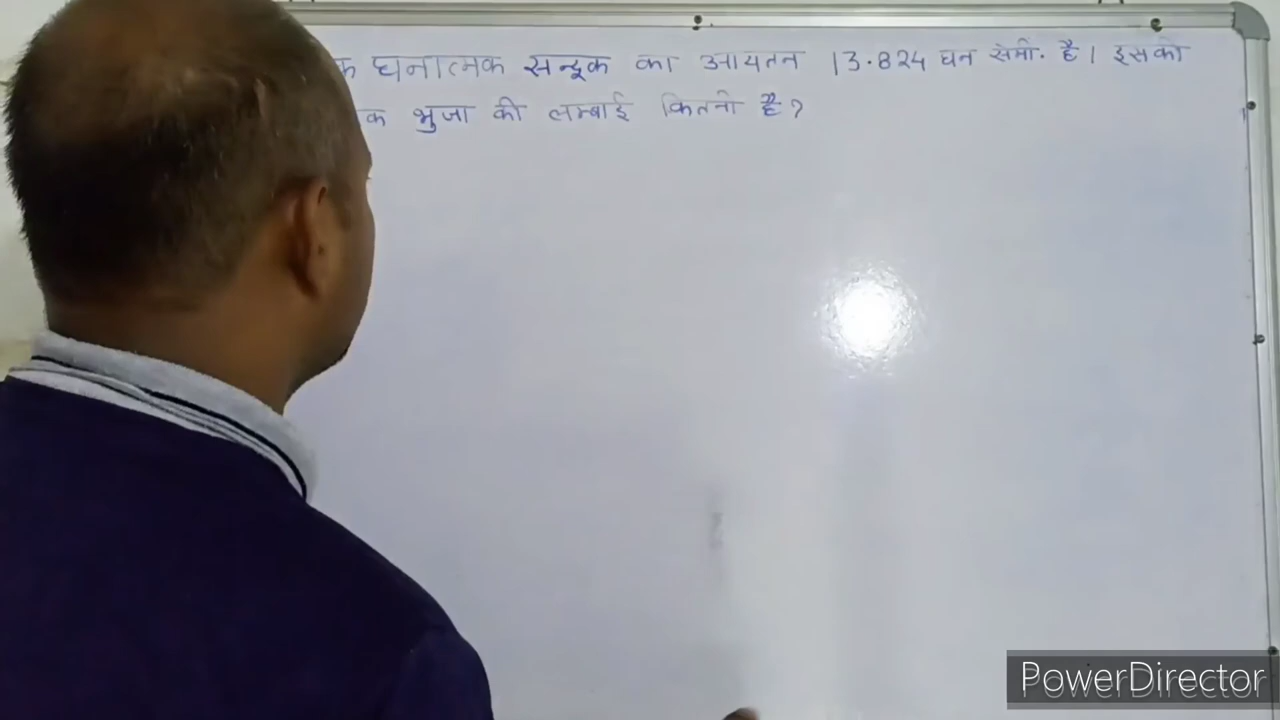 घनात्मक सन्दूक का आयतन 13.824 घन सेमी. है। इसकी
क भुजा की लम्बाई कितनी है?
PowerDirector